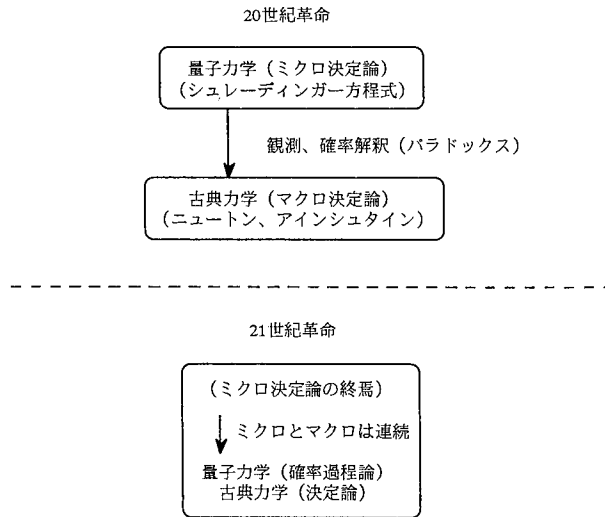 20世紀革命
量子力学（ミクロ決定論）
（シュレーディンガー方程式）
観測、確率解釈（パラドックス）
古典力学（マクロ決定論）
（ニュートン、アインシュタイン）
21世紀革命
（ミクロ決定論の終焉）
ミクロとマクロは連続
量子力学（確率過程論）
古典力学（決定論）